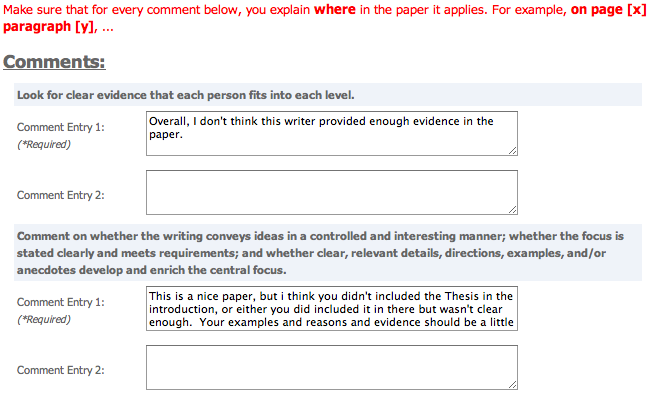 Make sure that for every comment below, you explain where in the paper it applies. For example, on page [x]
paragraph [y], ...
Comments:
Look for clear evidence that each person fits into each level.
Comment Entry 1:
(*Required)
Overall, I don't think this writer provided enough evidence in the
paper.
Comment Entry 2:
Comment on whether the writing conveys ideas in a controlled and interesting manner; whether the focus is
stated clearly and meets requirements; and whether clear, relevant details, directions, examples, and/or
anecdotes develop and enrich the central focus.
Comment Entry 1:
(*Required)
This is a nice paper, but i think you didn't included the Thesis in the
introduction, or either you did included it in there but wasn't clear
enough.  Your examples and reasons and evidence should be a little
Comment Entry 2: